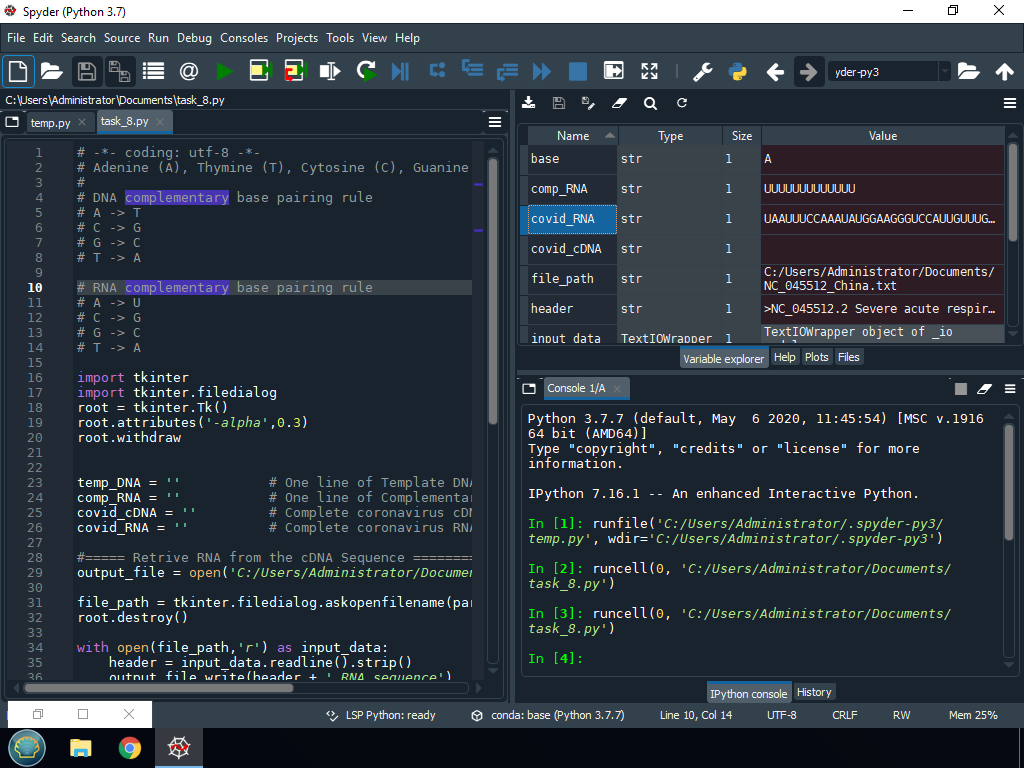 Spyder (Python 3.7)
File Edit Search Source Run Debug Consoles Projects Tools View Help
yder-py3
C:\Users\Administrator\Documents\task_8.py
temp.py task_8.py
1 # -*- coding: utf-8 -*-
2 # Adenine (A), Thymine (T), Cytosine (C), Guanine
3 #
4 # DNA complementary base pairing rule
5 # A -> T
6 # C -> G
7 # G -> C
8 # T -> A
9
10 # RNA complementary base pairing rule
11 # A -> U
12 # C -> G
13 # G -> C
14 # T -> A
15
16 import tkinter
17 import tkinter.filedialog
18 root = tkinter.Tk()
19 root.attributes('-alpha',0.3)
20 root.withdraw
21
22
23 temp_DNA = '' # One line of Template DNA
24 comp_RNA = '' # One line of Complementar
25 covid_cDNA = '' # Complete coronavirus cD
26 covid_RNA = '' # Complete coronavirus RNA
27
28 #===== Retrive RNA from the cDNA Sequence ========
29 output_file = open('C:/Users/Administrator/Documen
30
31 file_path = tkinter.filedialog.askopenfilename(par
32 root.destroy()
33
34 with open(file_path,'r') as input_data:
35 header = input_data.readline().strip()
36 output_file.write(header + ' RNA sequence')
Name Type Size Value
base str 1 A
comp_RNA str 1 UUUUUUUUUUUU
covid_RNA str 1 UAAUUUCCAAAUAUGGAAGGGUCCAUUGUUUG…
covid_cDNA str 1
file_path str 1 C:/Users/Administrator/Documents/
NC_045512_China.txt
header str 1 >NC_045512.2 Severe acute respir…
input_data TextIOWrapper 1 TextIOWrapper object of _io
Variable explorer Help Plots Files
Console 1/A
Python 3.7.7 (default, May  6 2020, 11:45:54) [MSC v.1916
64 bit (AMD64)]
Type "copyright", "credits" or "license" for more
information.
IPython 7.16.1 -- An enhanced Interactive Python.
In [1]: runfile('C:/Users/Administrator/.spyder-py3/
temp.py', wdir='C:/Users/Administrator/.spyder-py3')
In [2]: runcell(0, 'C:/Users/Administrator/Documents/
task_8.py')
In [3]: runcell(0, 'C:/Users/Administrator/Documents/
task_8.py')
In [4]:
IPython console History
LSP Python: ready conda: base (Python 3.7.7) Line 10, Col 14 UTF-8 CRLF RW Mem 25%